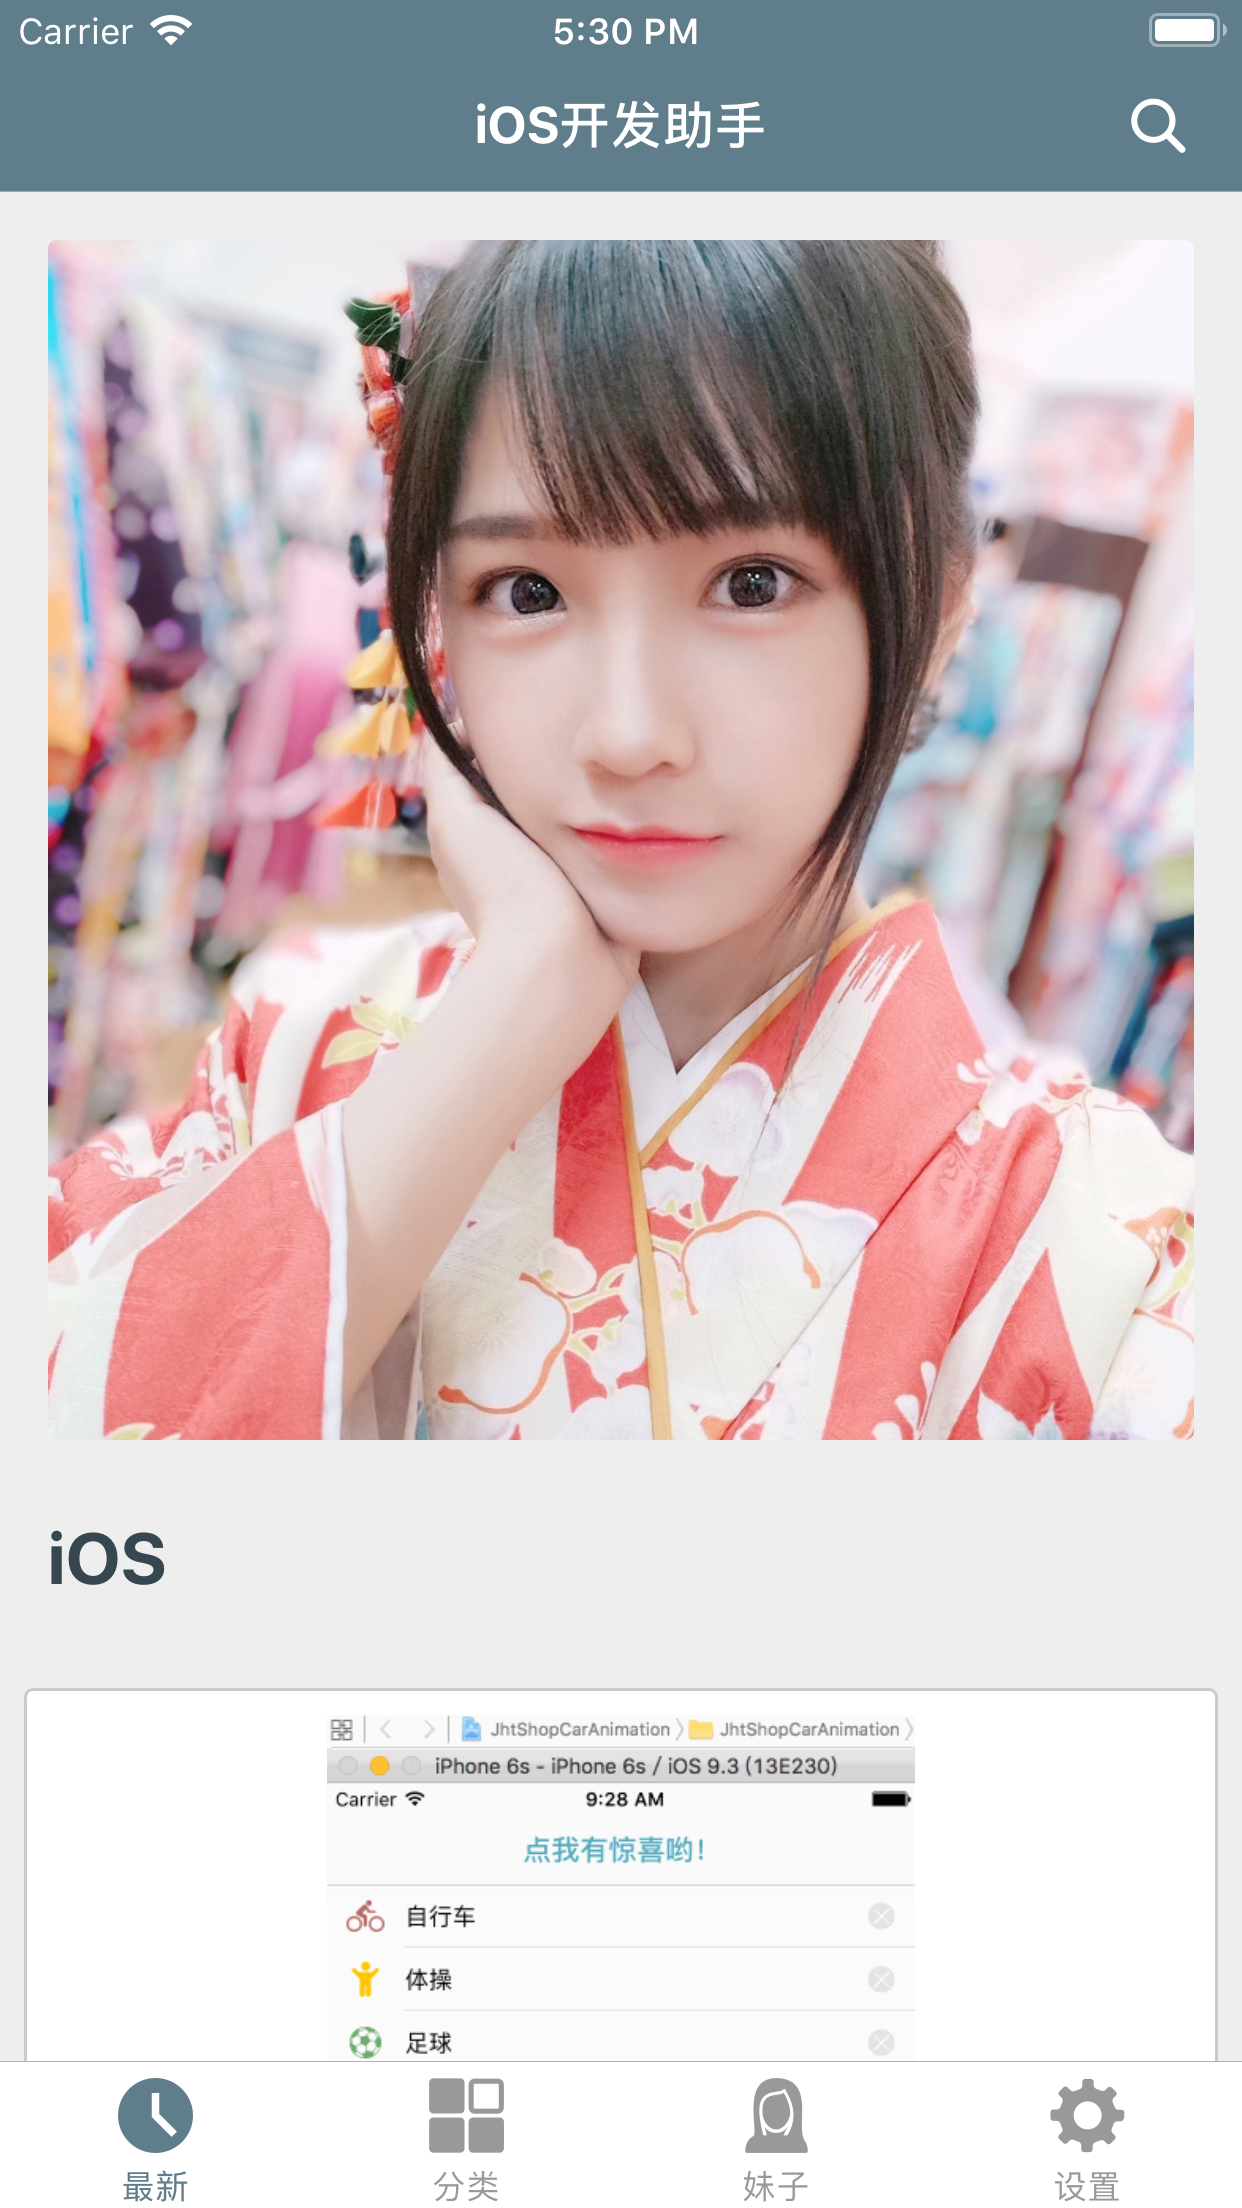 Carrier 5:30 PM
iOS开发助手
iOS
JhtShopCarAnimation JhtShopCarAnimation
iPhone 6s - iPhone 6s / iOS 9.3 (13E230)
Carrier 9:28 AM
点我有惊喜哟!
自行车
体操
足球
最新 分类 妹子 设置